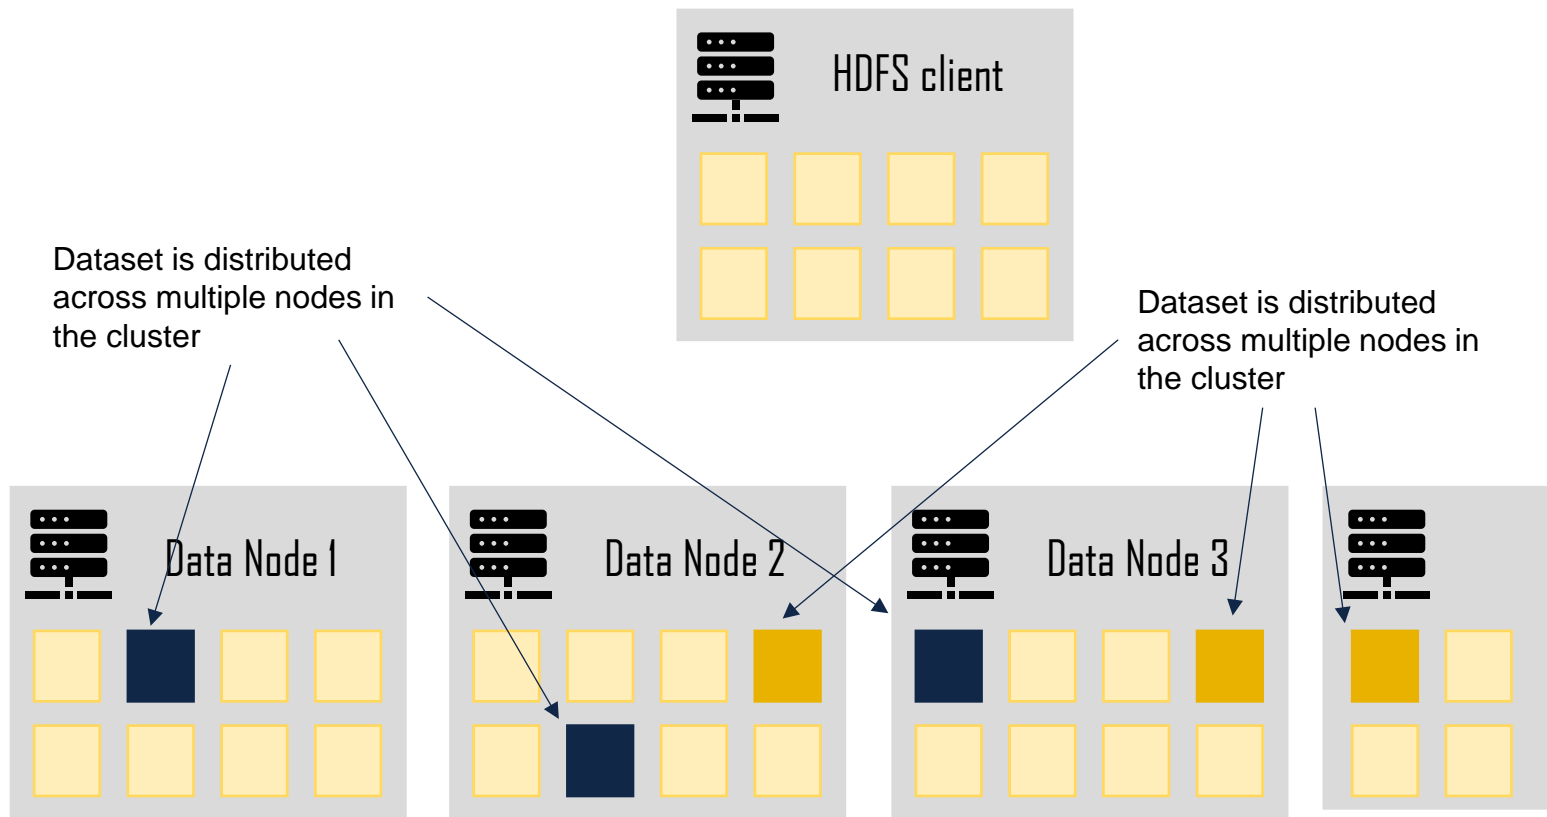 HDFS client
Dataset is distributed
across multiple nodes in
the cluster
Dataset is distributed
across multiple nodes in
the cluster
Data Node 1
Data Node 2
Data Node 3